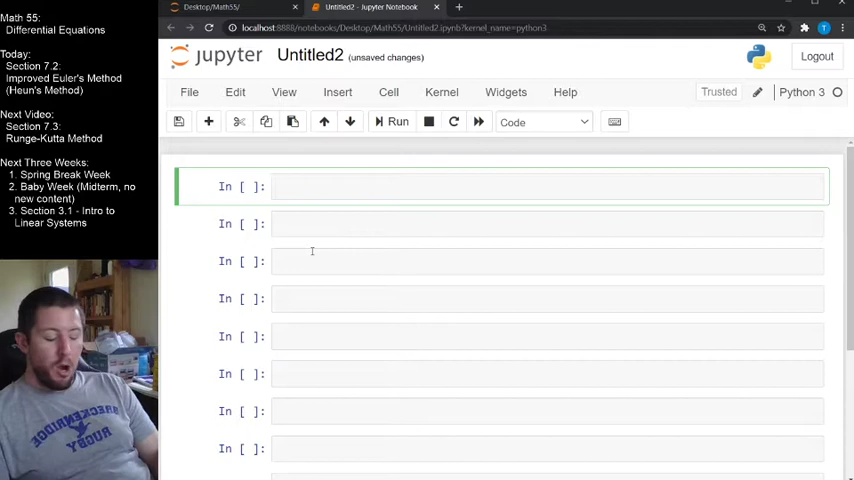 Math 55:
Differential Equations
Today:
Section 7.2:
Improved Euler's Method
(Heun's Method)
Next Video:
Section 7.3:
Runge-Kutta Method
Next Three Weeks:
1. Spring Break Week
2. Baby Week (Midterm, no
new content)
3. Section 3.1 - Intro to
Linear Systems
Desktop/Math55/
Untitled2 - Jupyter Notebook
localhost:8888/notebooks/Desktop/Math55/Untitled2.ipynb?kernel_name=python3
T
jupyter Untitled2 (unsaved changes)
Logout
File Edit View Insert Cell Kernel Widgets Help
Trusted
Python 3
Run
Code
In [ ]:
In [ ]:
In [ ]:
In [ ]:
In [ ]:
In [ ]:
In [ ]:
In [ ]:
BRECKENRIDGE
RUGBY